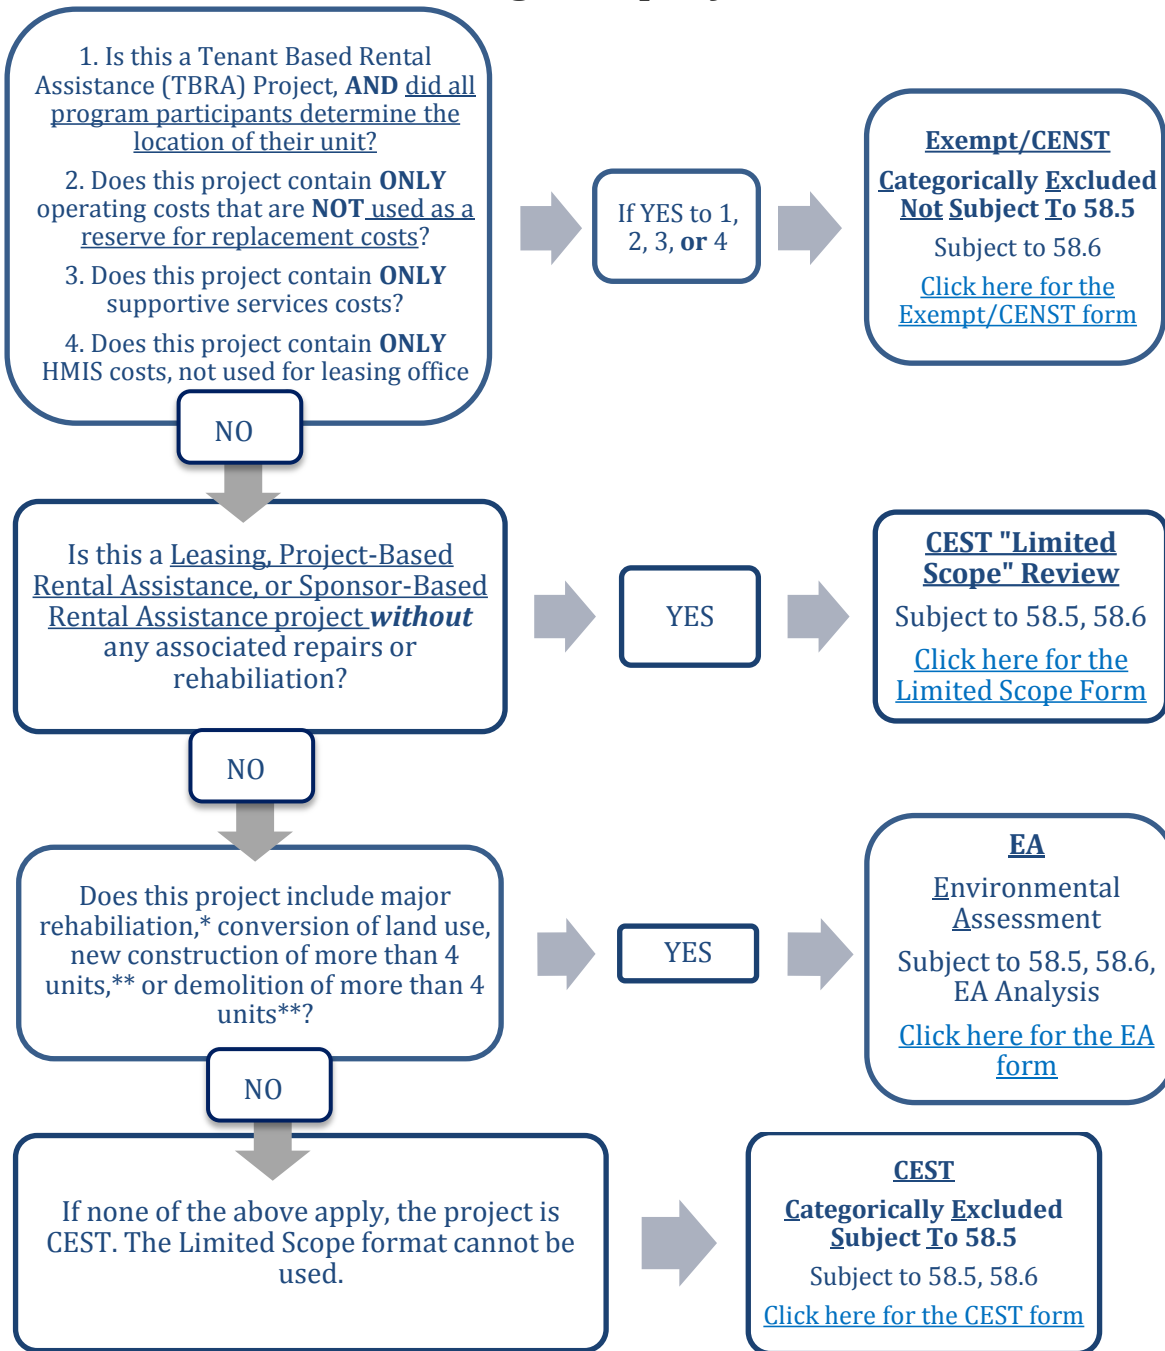 1. Is this a Tenant Based Rental
Assistance (TBRA) Project, AND did all
program participants determine the
location of their unit?
2. Does this project contain ONLY
operating costs that are NOT used as a
reserve for replacement costs?
3. Does this project contain ONLY
supportive services costs?
4. Does this project contain ONLY
HMIS costs, not used for leasing office
If YES to 1,
2, 3, or 4
Exempt/CENST
Categorically Excluded
Not Subject To 58.5
Subject to 58.6
Click here for the
Exempt/CENST form
NO
Is this a Leasing, Project-Based
Rental Assistance, or Sponsor-Based
Rental Assistance project without
any associated repairs or
rehabiliation?
YES
CEST "Limited
Scope" Review
Subject to 58.5, 58.6
Click here for the
Limited Scope Form
NO
Does this project include major
rehabiliation,* conversion of land use,
new construction of more than 4
units,** or demolition of more than 4
units**?
YES
EA
Environmental
Assessment
Subject to 58.5, 58.6,
EA Analysis
Click here for the EA
form
NO
If none of the above apply, the project is
CEST. The Limited Scope format cannot be
used.
CEST
Categorically Excluded
Subject To 58.5
Subject to 58.5, 58.6
Click here for the CEST form